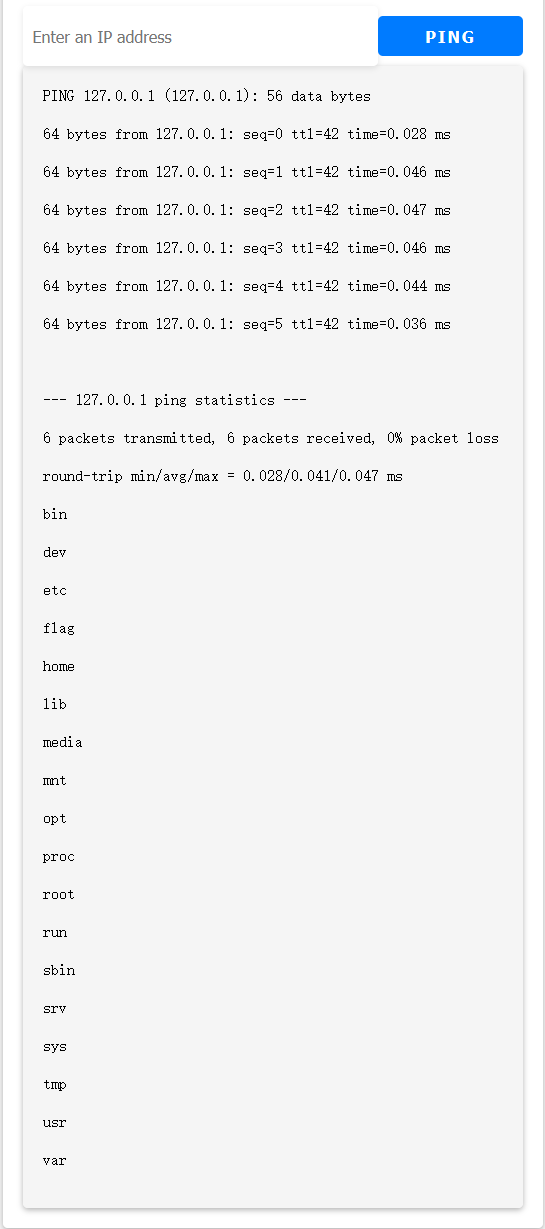 Enter an IP address
PING
PING 127.0.0.1 (127.0.0.1): 56 data bytes
64 bytes from 127.0.0.1: seq=0 ttl=42 time=0.028 ms
64 bytes from 127.0.0.1: seq=1 ttl=42 time=0.046 ms
64 bytes from 127.0.0.1: seq=2 ttl=42 time=0.047 ms
64 bytes from 127.0.0.1: seq=3 ttl=42 time=0.046 ms
64 bytes from 127.0.0.1: seq=4 ttl=42 time=0.044 ms
64 bytes from 127.0.0.1: seq=5 ttl=42 time=0.036 ms
--- 127.0.0.1 ping statistics ---
6 packets transmitted, 6 packets received, 0% packet loss
round-trip min/avg/max = 0.028/0.041/0.047 ms
bin
dev
etc
flag
home
lib
media
mnt
opt
proc
root
run
sbin
srv
sys
tmp
usr
var